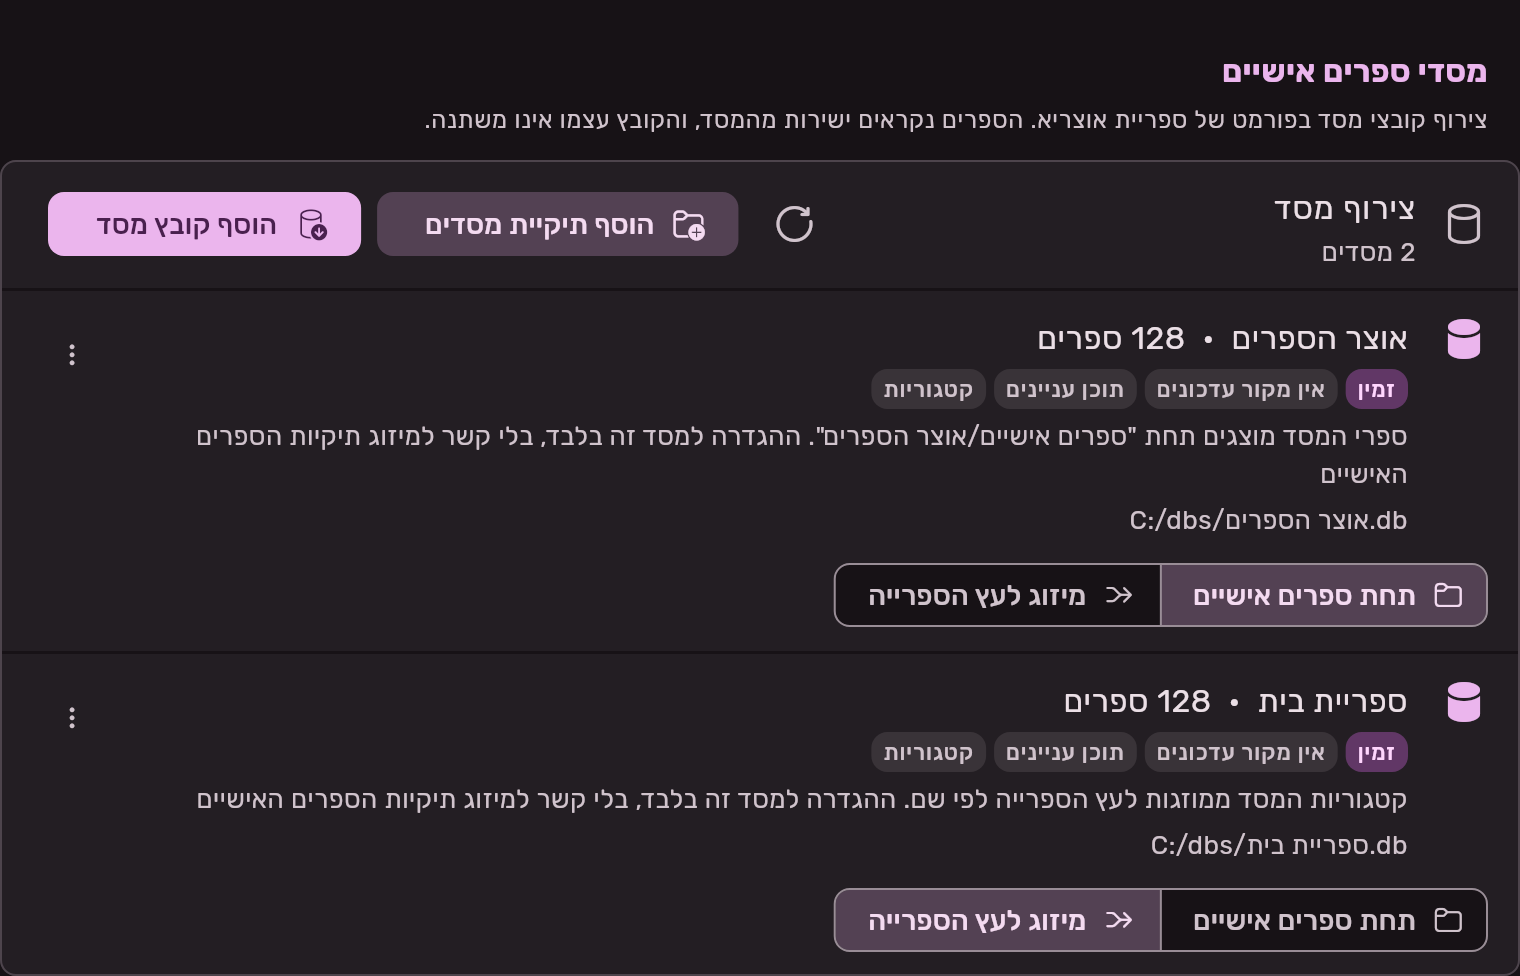 מסדי ספרים אישיים
צירוף קובצי מסד בפורמט של ספריית אוצריא. הספרים נקראים ישירות מהמסד, והקובץ עצמו אינו משתנה.
צירוף מסד
2 מסדים
הוסף תיקיית מסדים
הוסף קובץ מסד
אוצר הספרים • 128 ספרים
זמין
אין מקור עדכונים
תוכן עניינים
קטגוריות
ספרי המסד מוצגים תחת "ספרים אישיים/אוצר הספרים". ההגדרה למסד זה בלבד, בלי קשר למיזוג תיקיות הספרים
האישיים
C:/dbs/אוצר הספרים.db
תחת ספרים אישיים
מיזוג לעץ הספרייה
ספריית בית • 128 ספרים
זמין
אין מקור עדכונים
תוכן עניינים
קטגוריות
קטגוריות המסד ממוזגות לעץ הספרייה לפי שם. ההגדרה למסד זה בלבד, בלי קשר למיזוג תיקיות הספרים האישיים
C:/dbs/ספריית בית.db
תחת ספרים אישיים
מיזוג לעץ הספרייה